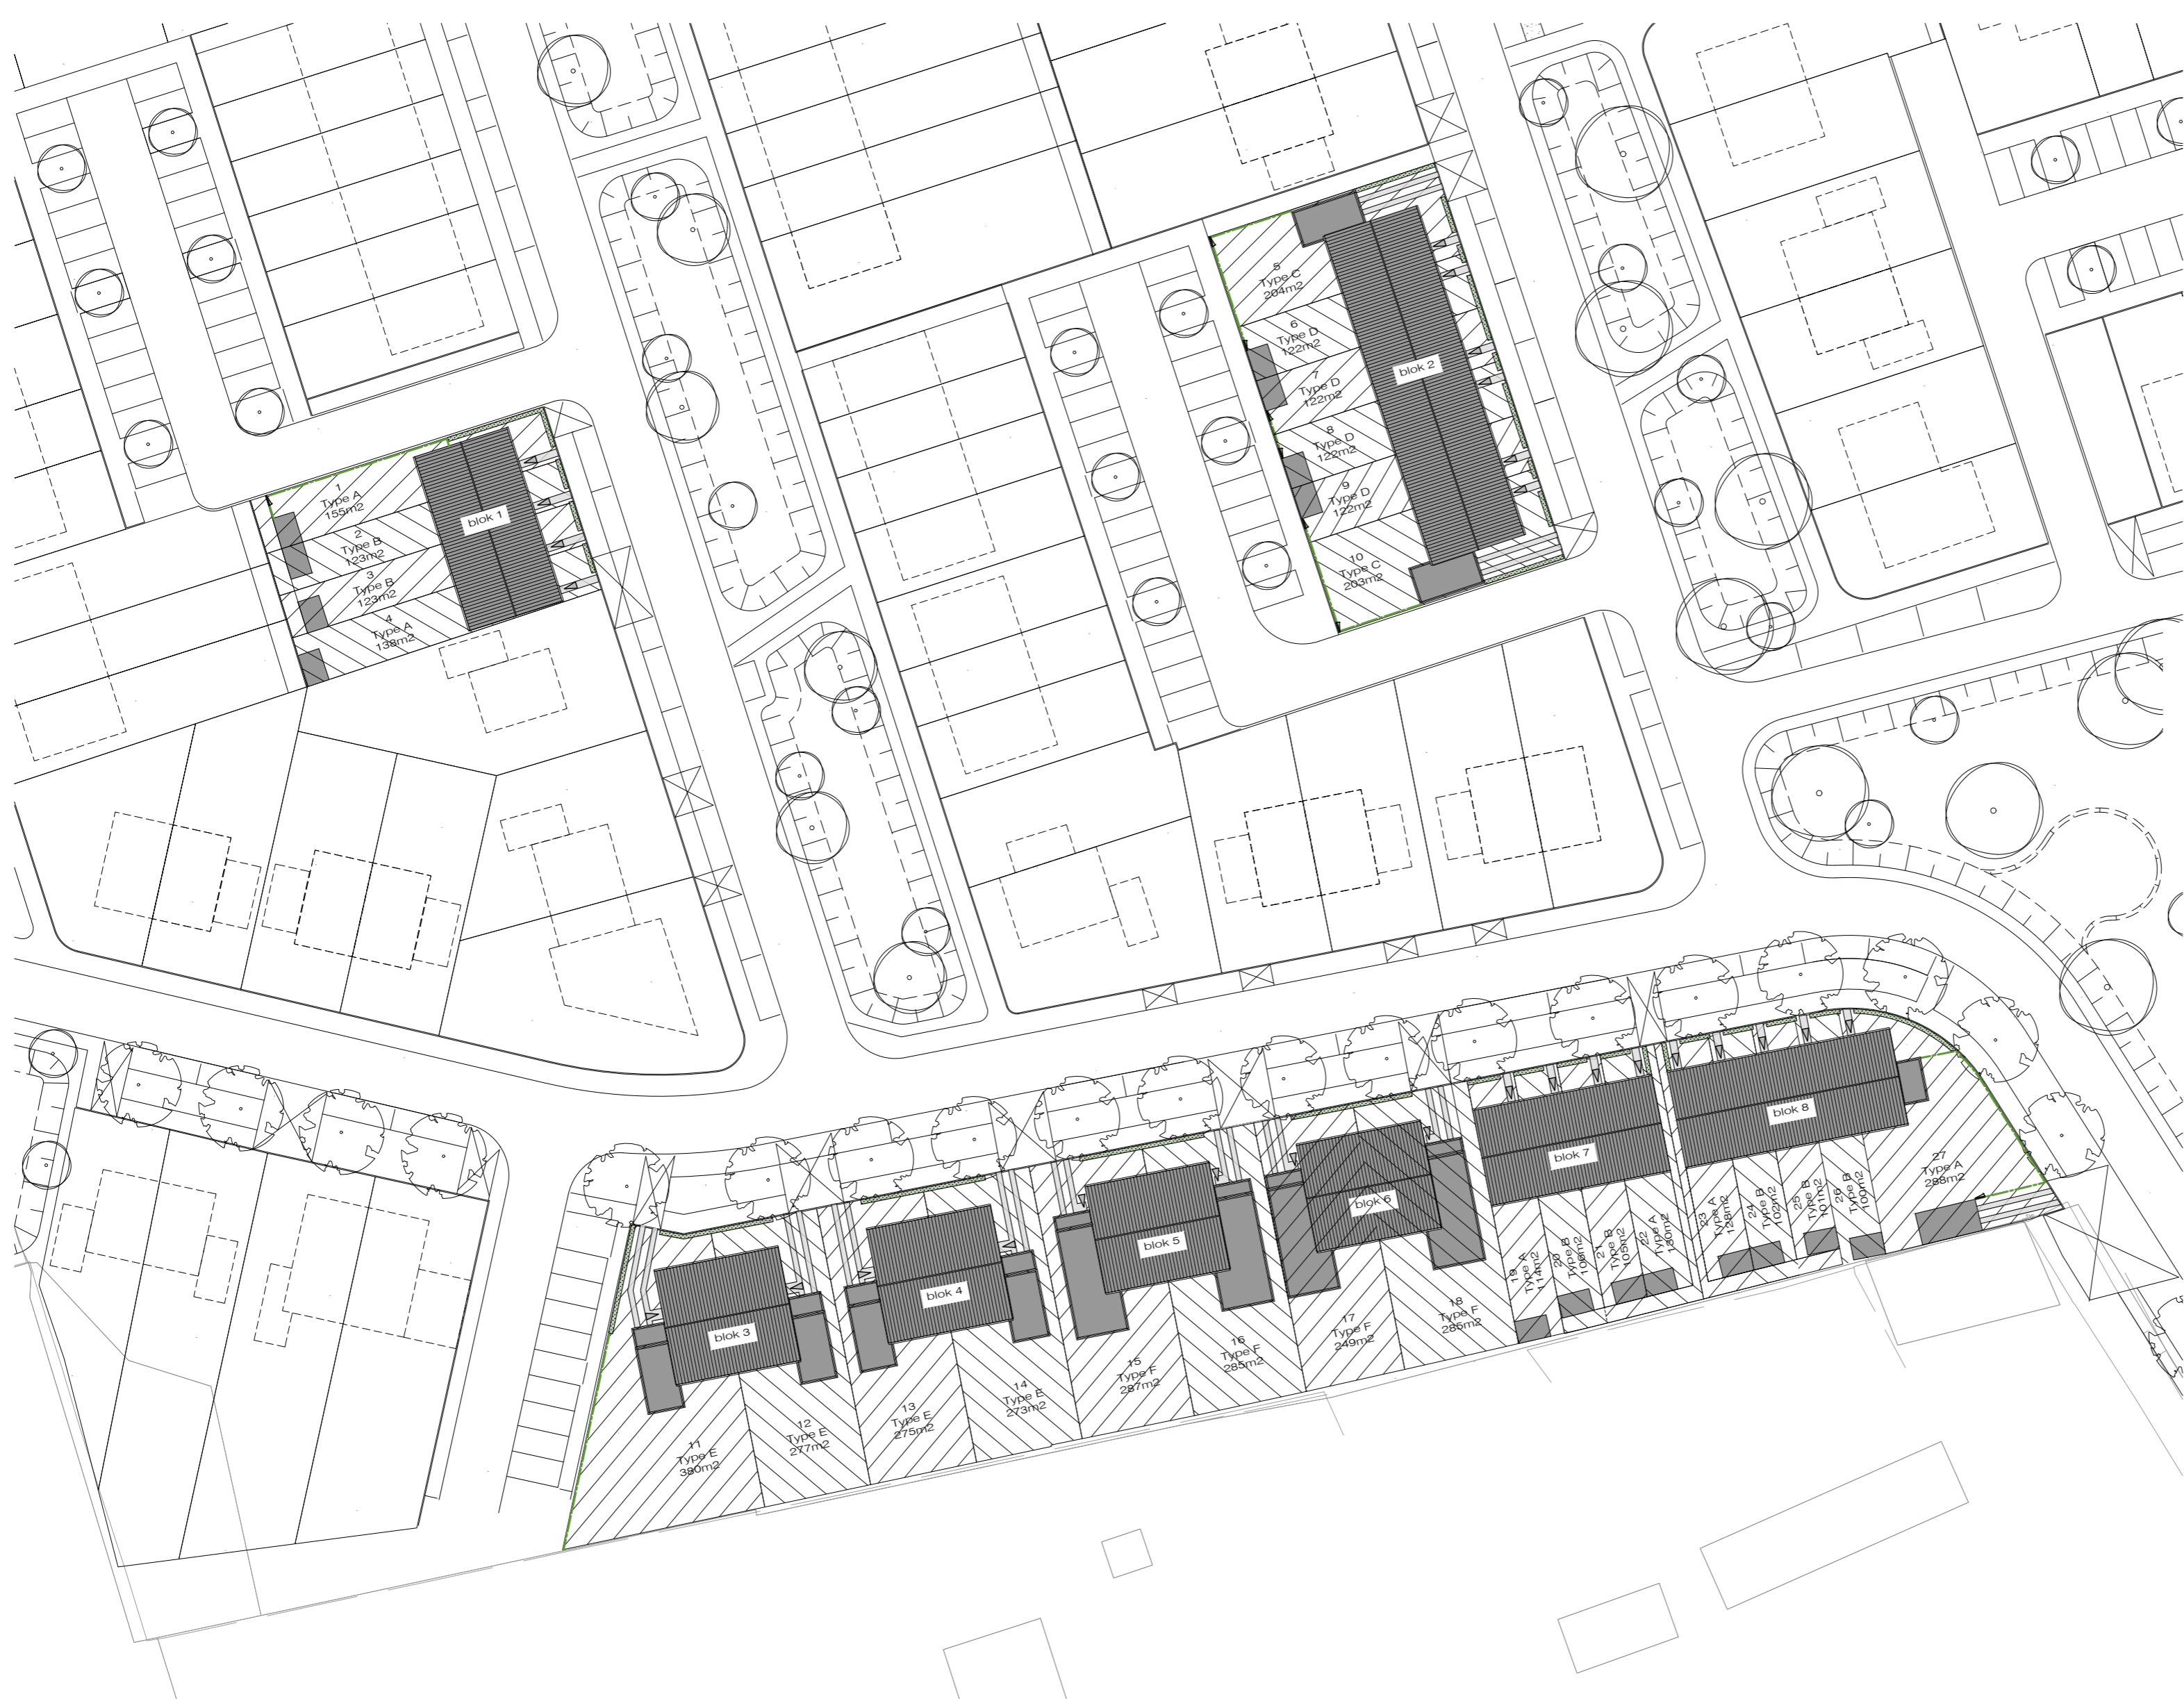 1
Type A
155m2
2
Type B
123m2
3
Type B
123m2
4
Type A
138m2
blok 1
5
Type C
204m2
6
Type D
122m2
7
Type D
122m2
8
Type D
122m2
9
Type D
122m2
10
Type C
203m2
blok 2
blok 3
blok 4
blok 5
blok 6
blok 7
blok 8
11
Type E
380m2
12
Type E
277m2
13
Type E
275m2
14
Type E
273m2
15
Type F
287m2
16
Type F
285m2
17
Type F
249m2
18
Type F
285m2
19
Type A
114m2
20
Type B
106m2
21
Type B
105m2
22
Type A
130m2
23
Type A
128m2
24
Type B
102m2
25
Type B
101m2
26
Type B
100m2
27
Type A
288m2